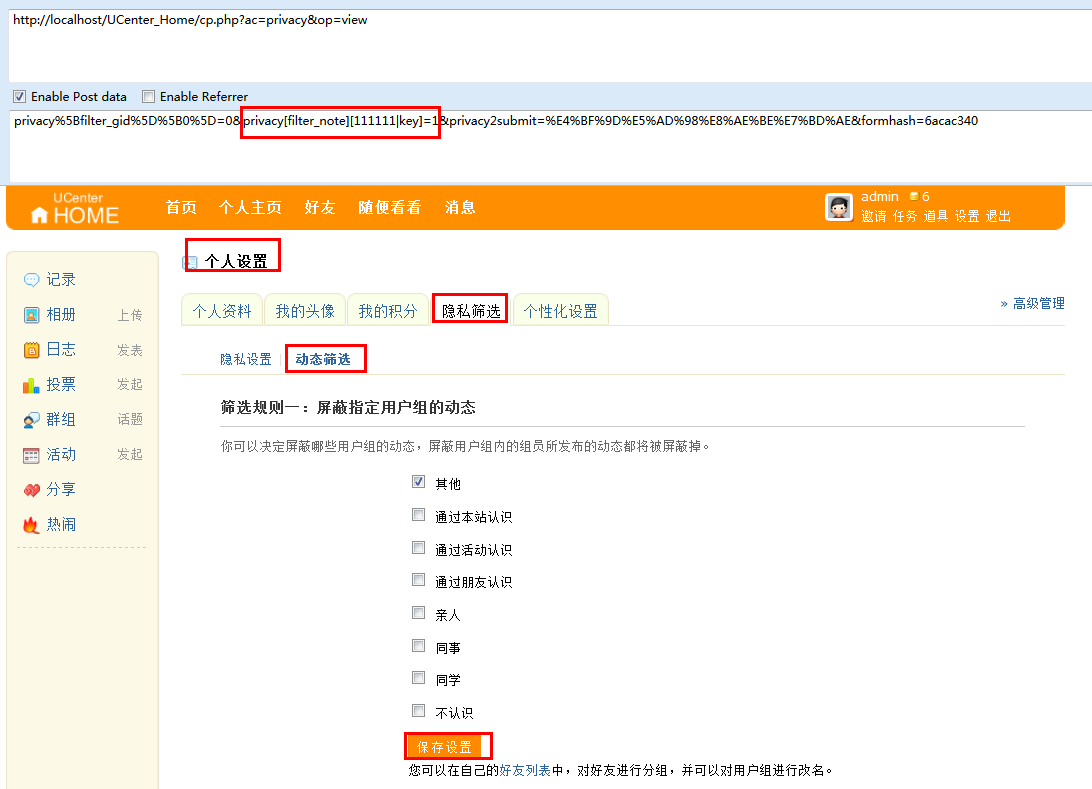 http://localhost/UCenter_Home/cp.php?ac=privacy&op=view
Enable Post data Enable Referrer
privacy%5Bfilter_gid%5D%5B0%5D=0&privacy[filter_note][111111|key]=1&privacy2submit=%E4%BF%9D%E5%AD%98%E8%AE%BE%E7%BD%AE&formhash=6acac340
UCenter
HOME
首页 个人主页 好友 随便看看 消息
admin 6
邀请 任务 道具 设置 退出
记录
相册 上传
日志 发表
投票 发起
群组 话题
活动 发起
分享
热闹
个人设置
个人资料 我的头像 我的积分 隐私筛选 个性化设置
» 高级管理
隐私设置 动态筛选
筛选规则一：屏蔽指定用户组的动态
你可以决定屏蔽哪些用户组的动态，屏蔽用户组内的组员所发布的动态都将被屏蔽掉。
其他
通过本站认识
通过活动认识
通过朋友认识
亲人
同事
同学
不认识
保存设置
您可以在自己的好友列表中，对好友进行分组，并可以对用户组进行改名。